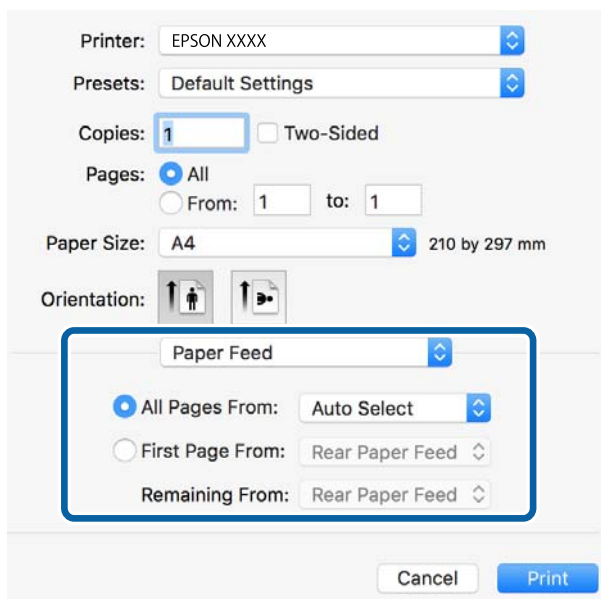 Printer: EPSON XXXX
Presets: Default Settings
Copies: 1 Two-Sided
Pages: All
From: 1 to: 1
Paper Size: A4 210 by 297 mm
Orientation:
Paper Feed
All Pages From: Auto Select
First Page From: Rear Paper Feed
Remaining From: Rear Paper Feed
Cancel Print